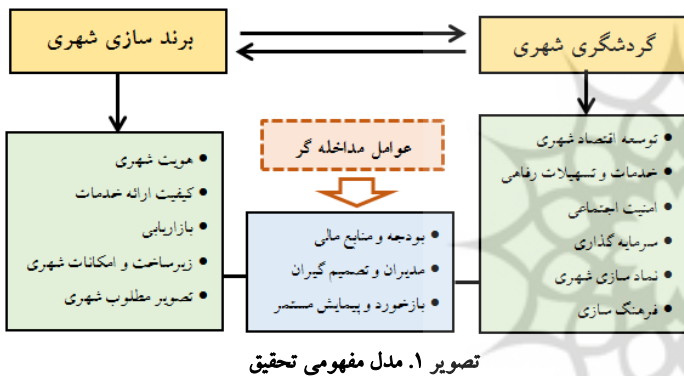 گردشگری شهری
برند سازی شهری
عوامل مداخله گر
• توسعه اقتصاد شهری
• خدمات و تسهیلات رفاهی
• امنیت اجتماعی
• سرمایه گذاری
• نماد سازی شهری
• فرهنگ سازی
• بودجه و منابع مالی
• مدیران و تصمیم گیران
• بازخورد و پیمایش مستمر
• هویت شهری
• کیفیت ارائه خدمات
• بازاریابی
• زیرساخت و امکانات شهری
• تصویر مطلوب شهری
تصویر ۱. مدل مفهومی تحقیق